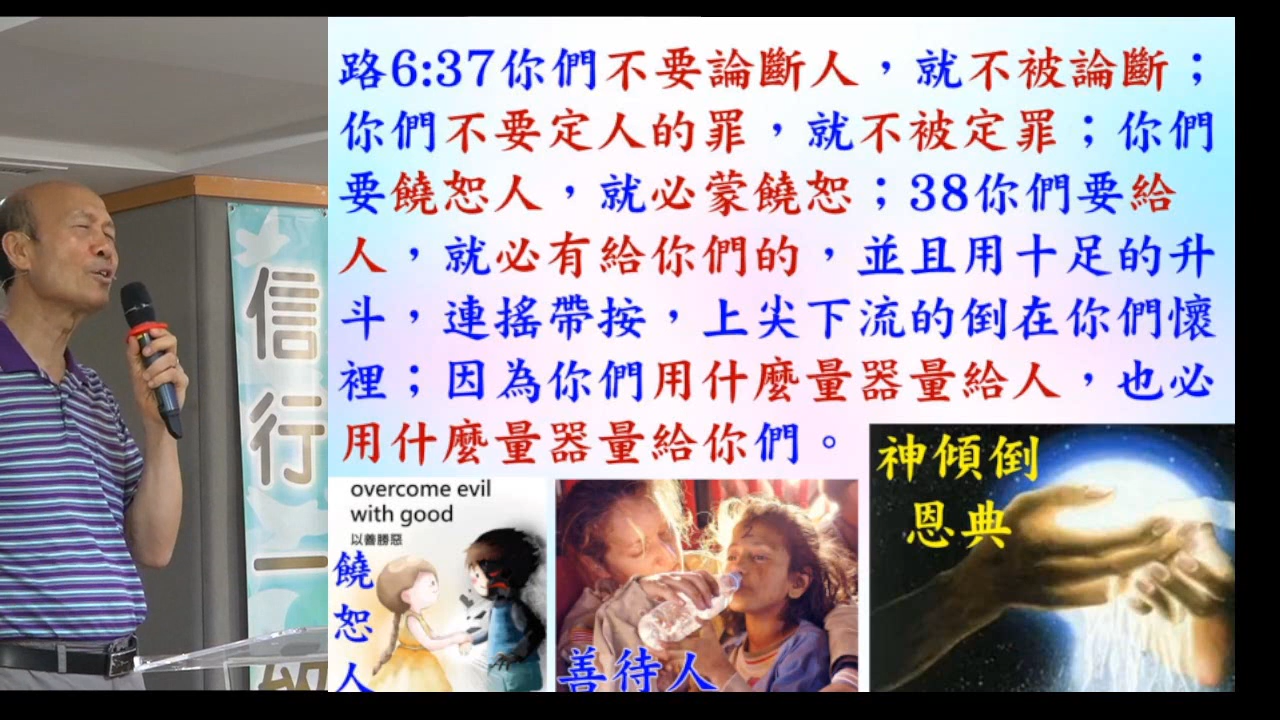 路6:37你們不要論斷人，就不被論斷；
你們不要定人的罪，就不被定罪；你們
要饒恕人，就必蒙饒恕；38你們要給
人，就必有給你們的，並且用十足的升
斗，連搖帶按，上尖下流的倒在你們懷
裡；因為你們用什麼量器量給人，也必
用什麼量器量給你們。
overcome evil
with good
以善勝惡
饒
恕
人
善待人
神傾倒
恩典
信
行
一